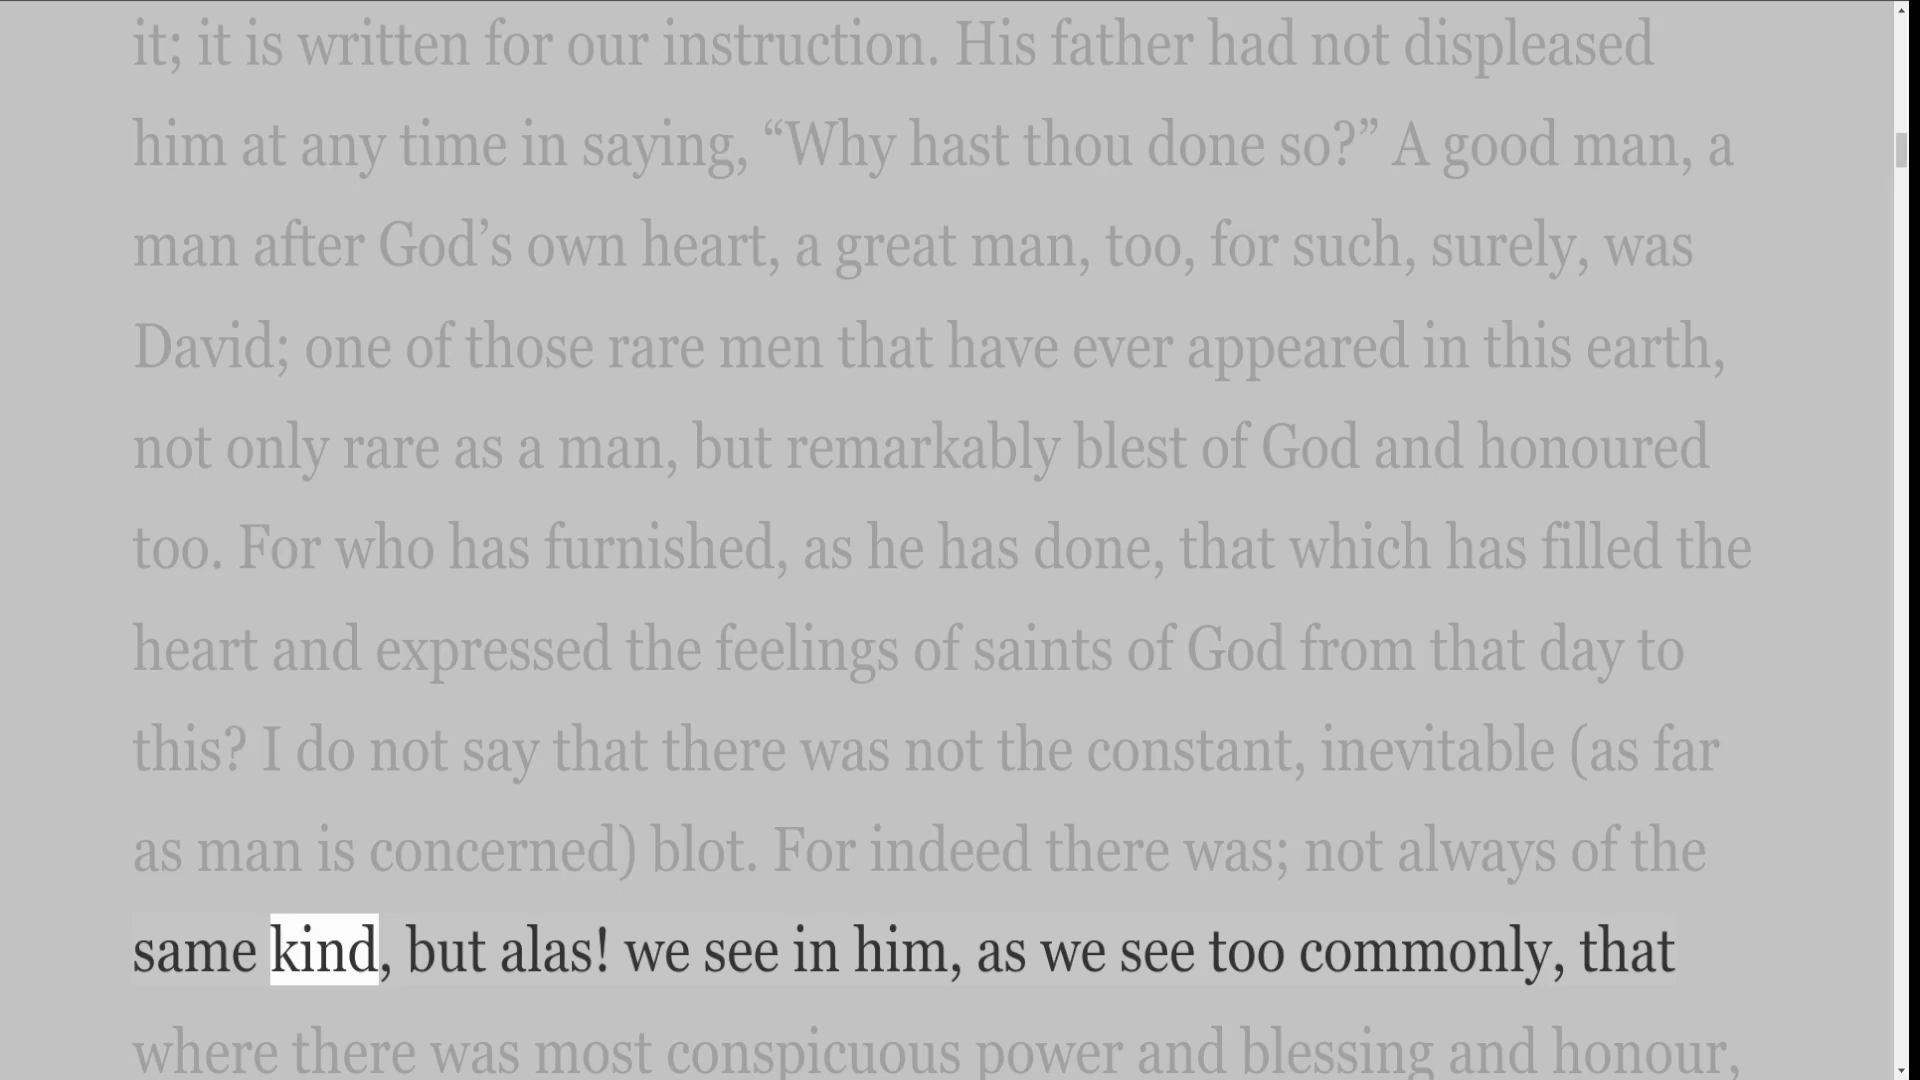 it; it is written for our instruction. His father had not displeased
him at any time in saying, “Why hast thou done so?” A good man, a
man after God’s own heart, a great man, too, for such, surely, was
David; one of those rare men that have ever appeared in this earth,
not only rare as a man, but remarkably blest of God and honoured
too. For who has furnished, as he has done, that which has filled the
heart and expressed the feelings of saints of God from that day to
this? I do not say that there was not the constant, inevitable (as far
as man is concerned) blot. For indeed there was; not always of the
same kind, but alas! we see in him, as we see too commonly, that
where there was most conspicuous power and blessing and honour,